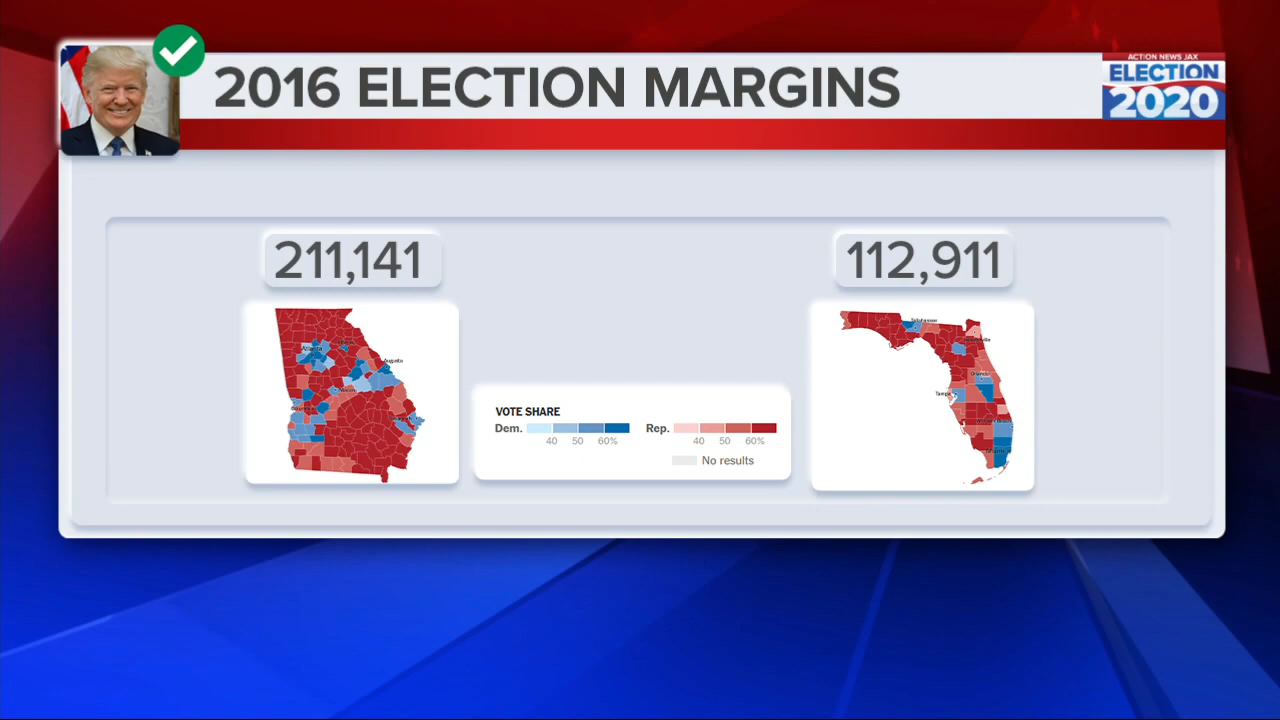 2016 ELECTION MARGINS
ACTION NEWS JAX
ELECTION
2020
211,141
112,911
Atlanta
Augusta
Macon
Tallahassee
Orlando
Tampa
VOTE SHARE
Dem.
40 50 60%
Rep.
40 50 60%
No results